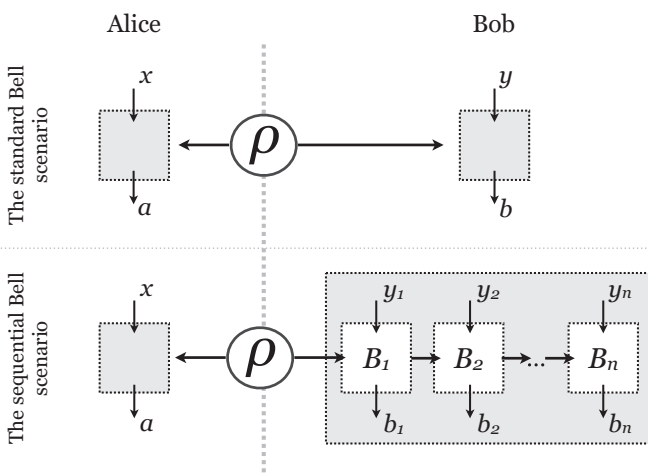 Alice
Bob
The standard Bell
scenario
x
y
ρ
a
b
The sequential Bell
scenario
x
y₁
y₂
yₙ
ρ
B₁
B₂
...
Bₙ
a
b₁
b₂
bₙ